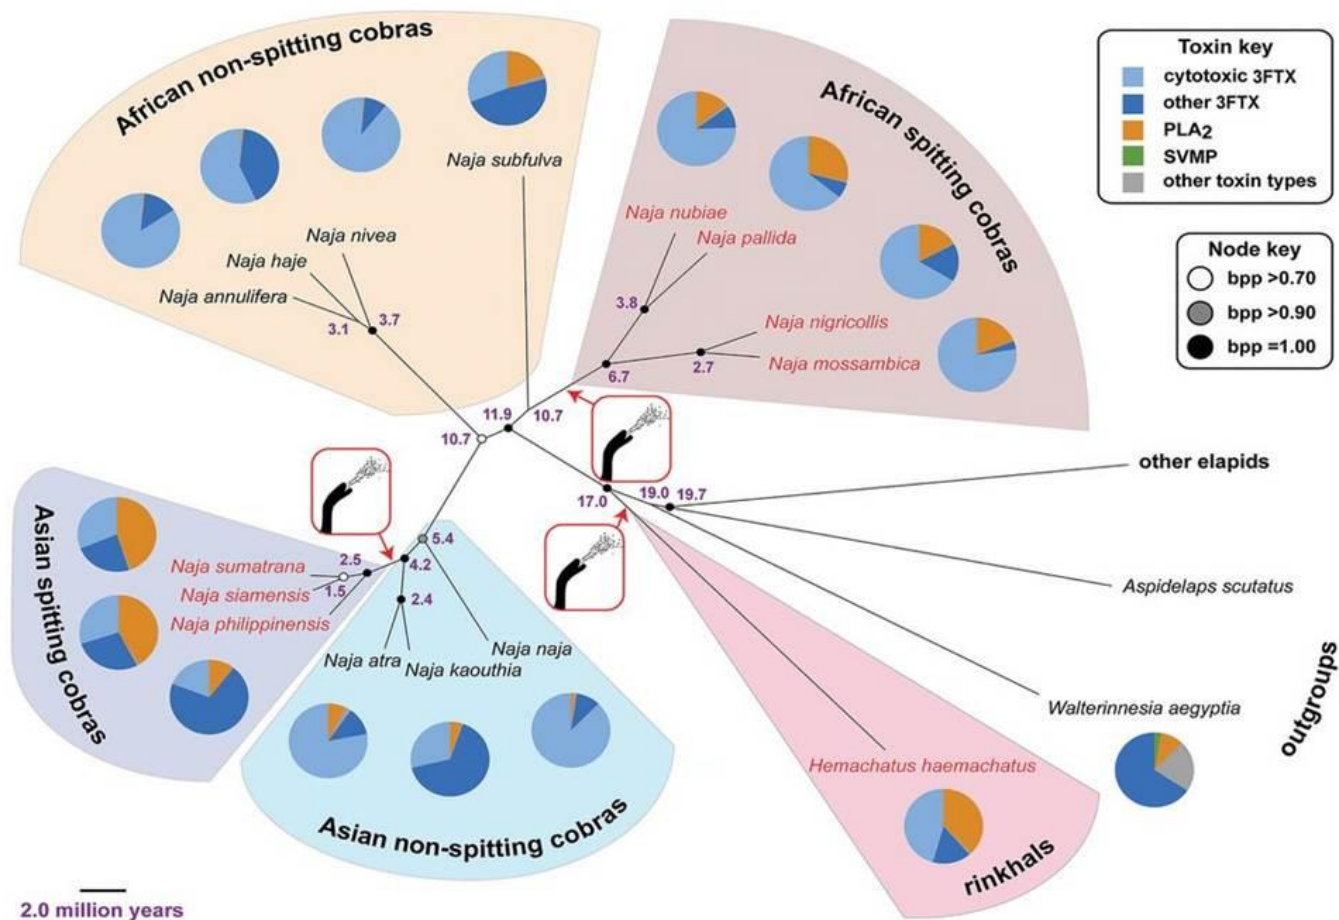 African non-spitting cobras
Naja subfulva
Naja nivea
Naja haje
Naja annulifera
3.1
3.7
African spitting cobras
Naja nubiae
Naja pallida
3.8
Naja nigricollis
Naja mossambica
6.7
2.7
Toxin key
cytotoxic 3FTX
other 3FTX
PLA2
SVMP
other toxin types
Node key
bpp >0.70
bpp >0.90
bpp =1.00
11.9
10.7
10.7
17.0
19.0
19.7
other elapids
Aspidelaps scutatus
Walterinnesia aegyptia
outgroups
Hemachatus haemachatus
rinkhals
Asian spitting cobras
Naja sumatrana
Naja siamensis
Naja philippinensis
2.5
1.5
5.4
4.2
2.4
Naja atra
Naja kaouthia
Naja naja
Asian non-spitting cobras
2.0 million years